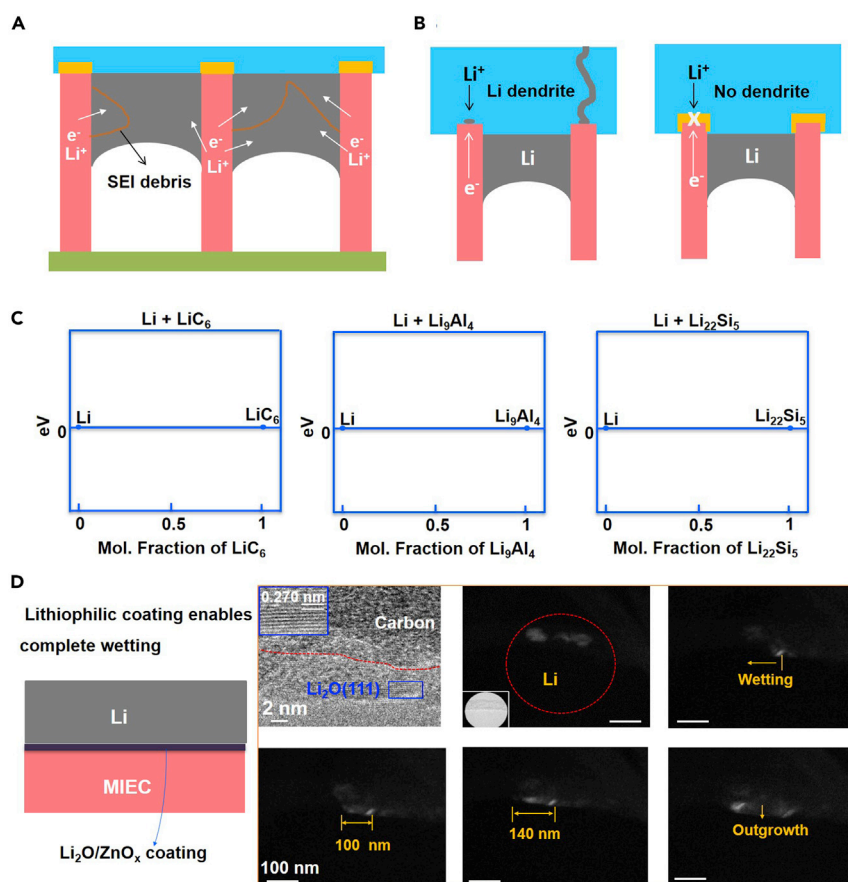 A
e⁻
Li⁺
SEI debris
e⁻
Li⁺
e⁻
Li⁺
B
Li⁺
Li dendrite
Li
e⁻
Li⁺
No dendrite
X
Li
e⁻
C
Li + LiC₆
eV
0
Li
LiC₆
0
0.5
1
Mol. Fraction of LiC₆
Li + Li₉Al₄
eV
0
Li
Li₉Al₄
0
0.5
1
Mol. Fraction of Li₉Al₄
Li + Li₂₂Si₅
eV
0
Li
Li₂₂Si₅
0
0.5
1
Mol. Fraction of Li₂₂Si₅
D
Lithiophilic coating enables
complete wetting
Li
MIEC
Li₂O/ZnOₓ coating
0.270 nm
Carbon
Li₂O(111)
2 nm
Li
Wetting
100 nm
100 nm
140 nm
Outgrowth